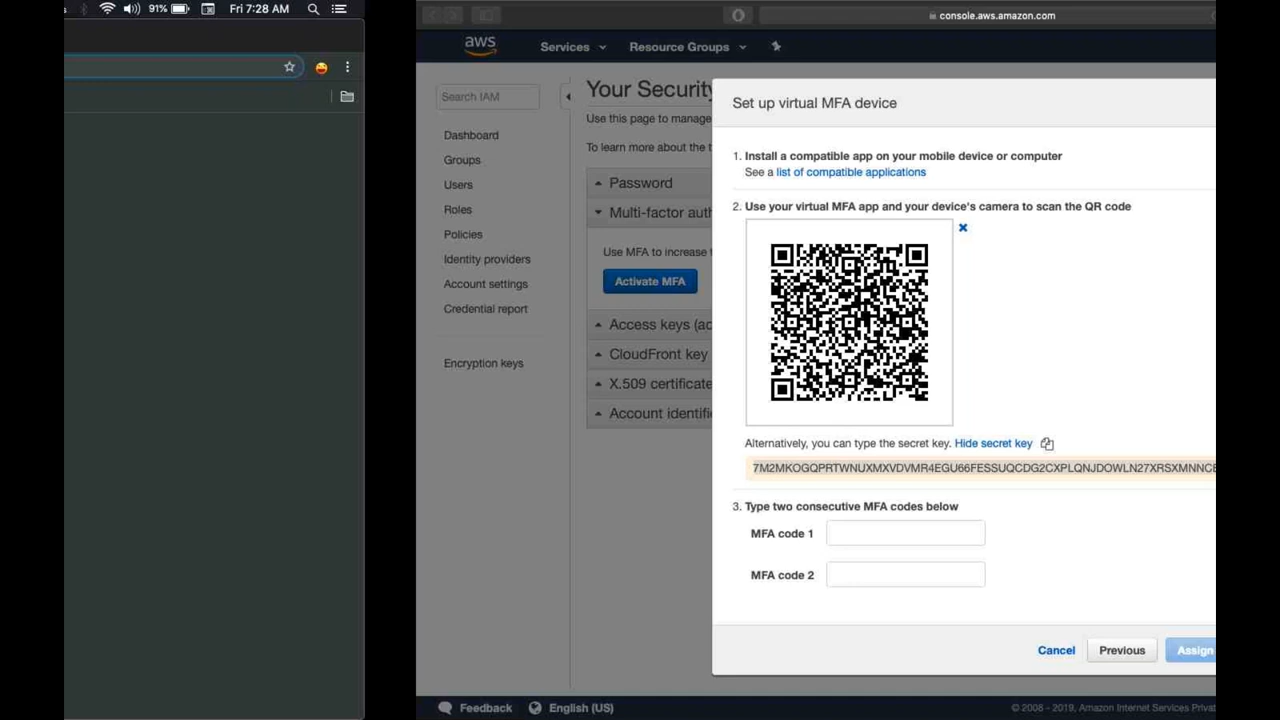 91% Fri 7:28 AM
console.aws.amazon.com
aws Services Resource Groups
Search IAM
Dashboard
Groups
Users
Roles
Policies
Identity providers
Account settings
Credential report
Encryption keys
Your Security
Use this page to manage
To learn more about the t
Password
Multi-factor auth
Use MFA to increase
Activate MFA
Access keys (ac
CloudFront key
X.509 certificate
Account identifi
Set up virtual MFA device
1. Install a compatible app on your mobile device or computer
See a list of compatible applications
2. Use your virtual MFA app and your device's camera to scan the QR code
Alternatively, you can type the secret key. Hide secret key
7M2MKOGQPRTWNUXMXVDVMR4EGU66FESSUQCDG2CXPLQNJDOWLN27XRSXMNNCE
3. Type two consecutive MFA codes below
MFA code 1
MFA code 2
Cancel Previous Assign
Feedback English (US) © 2008 - 2019, Amazon Internet Services Privat